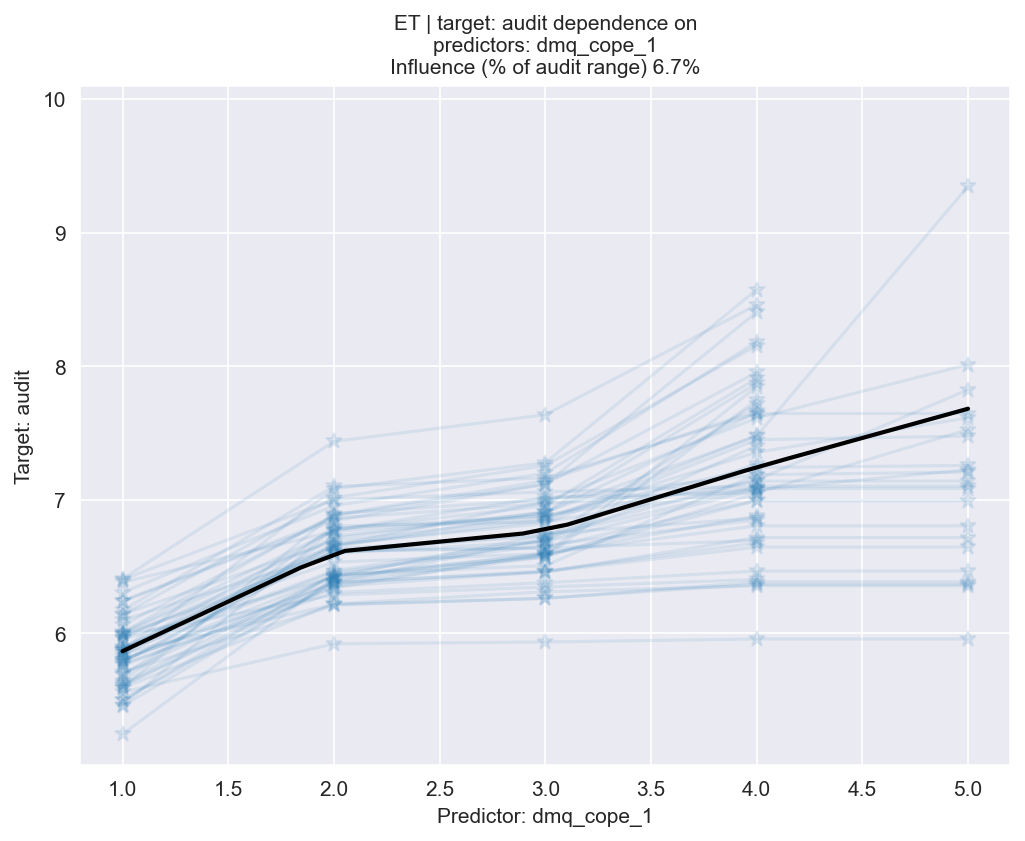 ET | target: audit dependence on
predictors: dmq_cope_1
Influence (% of audit range) 6.7%
10
9
8
7
6
Target: audit
1.0 1.5 2.0 2.5 3.0 3.5 4.0 4.5 5.0
Predictor: dmq_cope_1